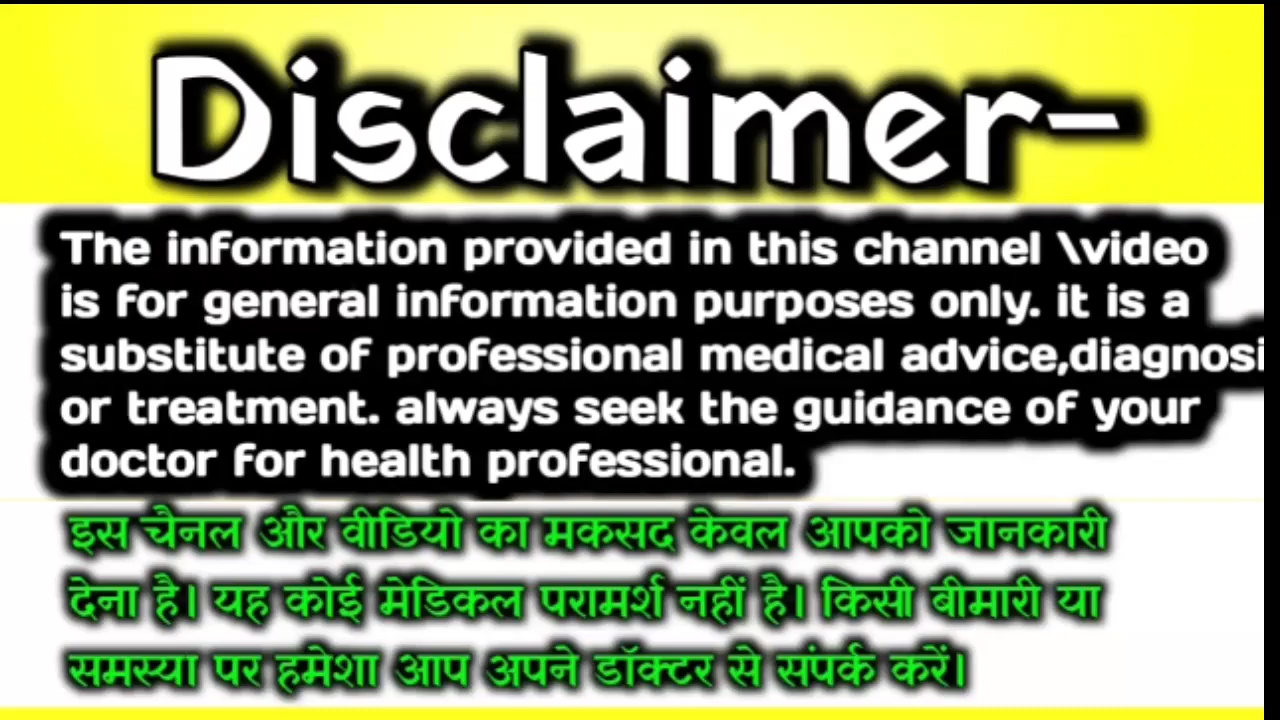 Disclaimer-
The information provided in this channel \video
is for general information purposes only. it is a
substitute of professional medical advice,diagnosi
or treatment. always seek the guidance of your
doctor for health professional.
इस चैनल और वीडियो का मकसद केवल आपको जानकारी
देना है। यह कोई मेडिकल परामर्श नहीं है। किसी बीमारी या
समस्या पर हमेशा आप अपने डॉक्टर से संपर्क करें।